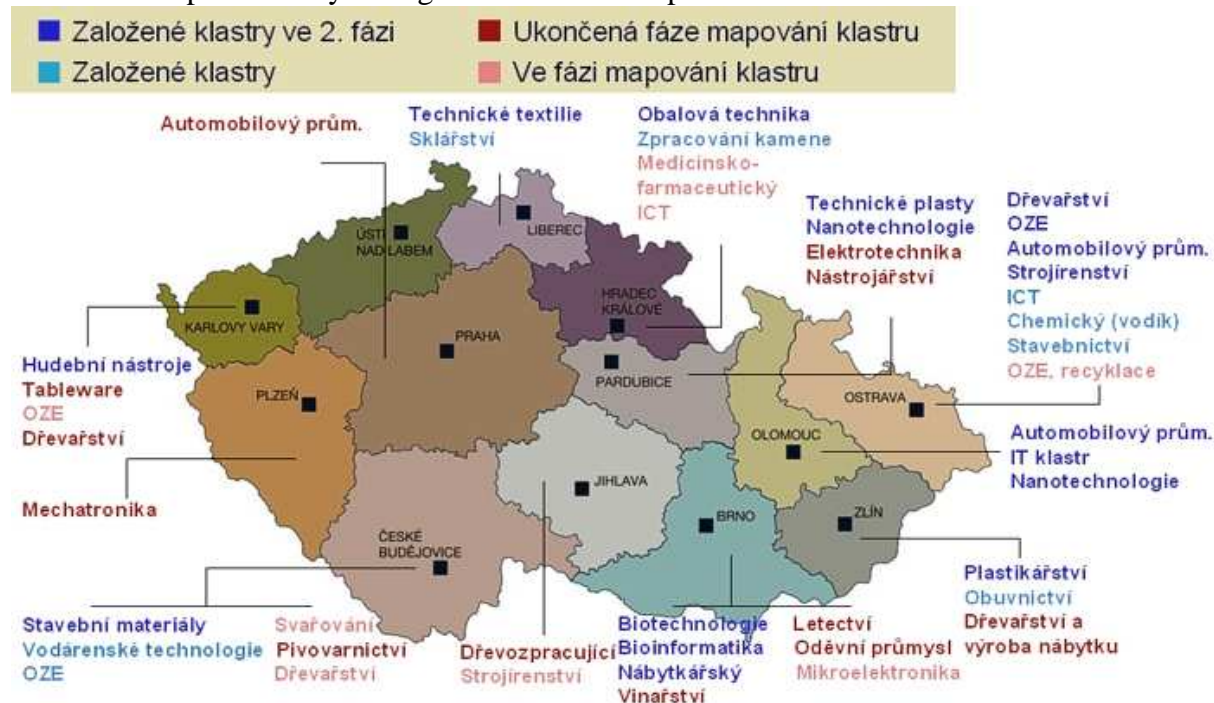 Založené klastry ve 2. fázi
Ukončená fáze mapování klastru
Založené klastry
Ve fázi mapování klastru
Automobilový prům.
Technické textilie
Sklářství
Obalová technika
Zpracování kamene
Medicínsko-
farmaceutický
ICT
Technické plasty
Nanotechnologie
Elektrotechnika
Nástrojářství
Dřevařství
OZE
Automobilový prům.
Strojírenství
ICT
Chemický (vodík)
Stavebnictví
OZE, recyklace
ÚSTÍ
NAD LABEM
LIBEREC
HRADEC
KRÁLOVÉ
KARLOVY VARY
PRAHA
PARDUBICE
PLZEŇ
OSTRAVA
OLOMOUC
JIHLAVA
BRNO
ZLÍN
ČESKÉ
BUDĚJOVICE
Hudební nástroje
Tableware
OZE
Dřevařství
Mechatronika
Automobilový prům.
IT klastr
Nanotechnologie
Stavební materiály
Vodárenské technologie
OZE
Svařování
Pivovarnictví
Dřevařství
Dřevozpracující
Strojírenství
Biotechnologie
Bioinformatika
Nábytkářský
Vinařství
Letectví
Oděvní průmysl
Mikroelektronika
Plastikářství
Obuvnictví
Dřevařství a
výroba nábytku